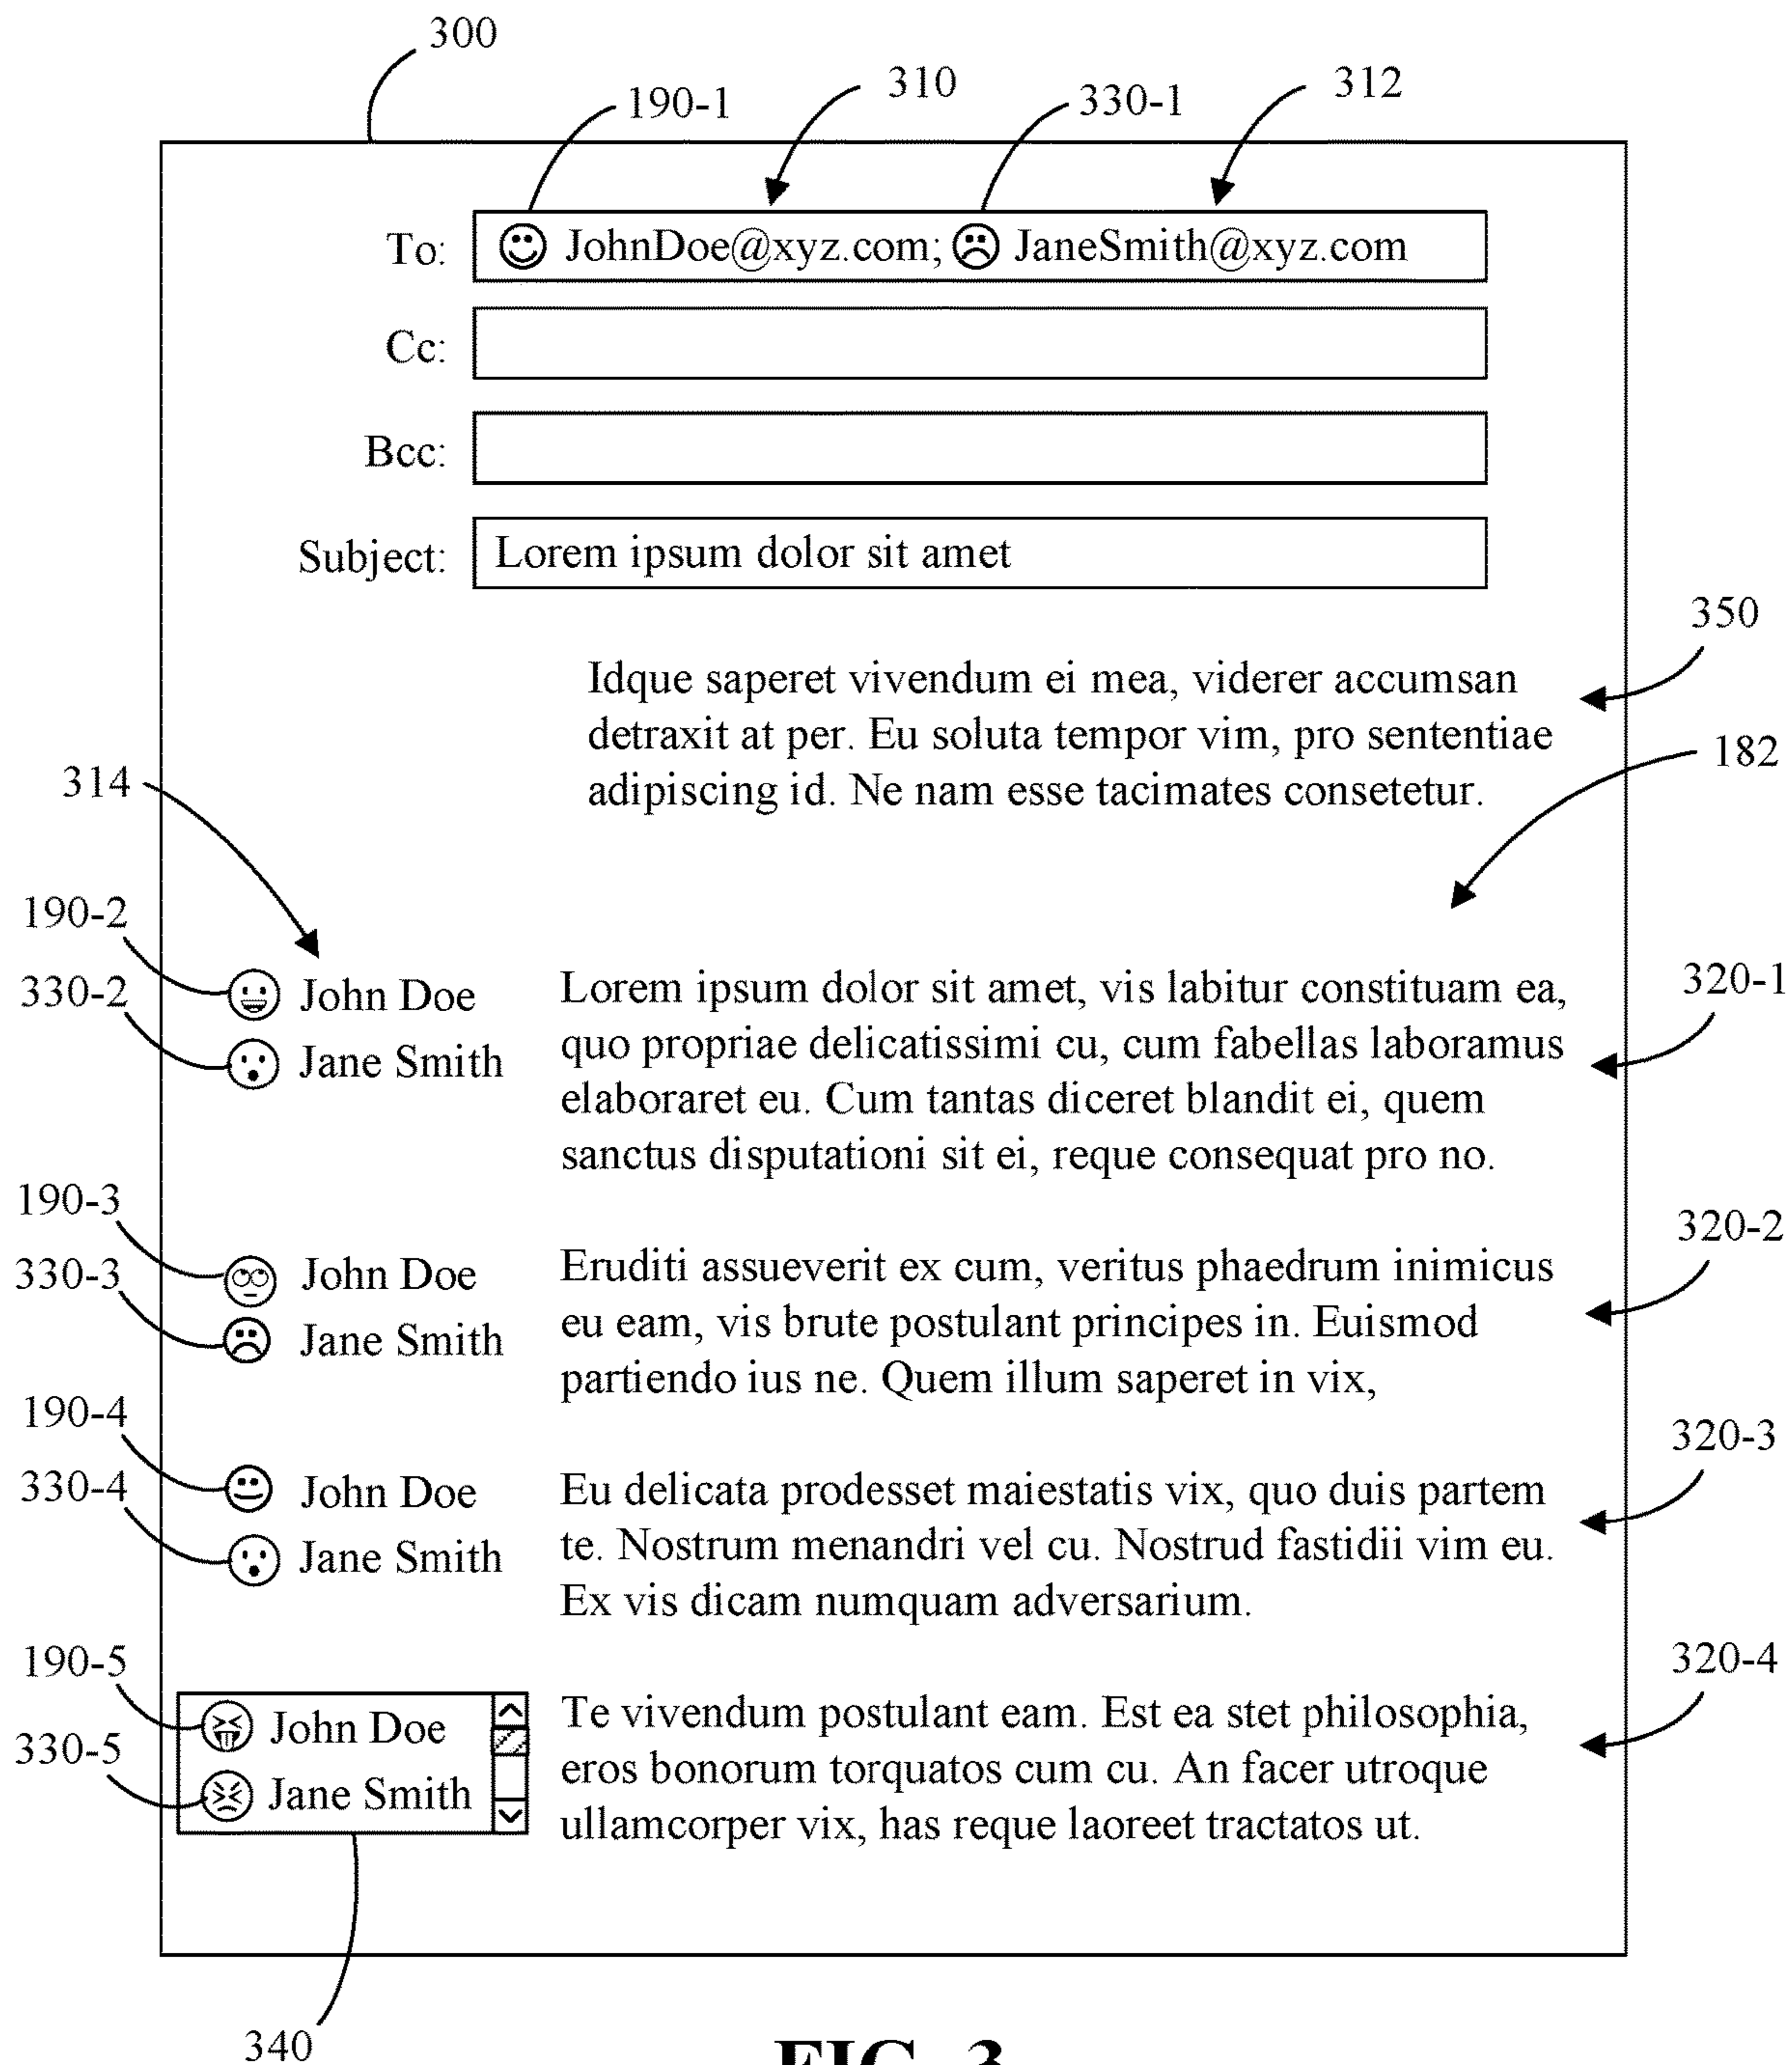 300
190-1
310
330-1
312
To: JohnDoe@xyz.com; JaneSmith@xyz.com
Cc:
Bcc:
Subject: Lorem ipsum dolor sit amet
350
Idque saperet vivendum ei mea, viderer accumsan
detraxit at per. Eu soluta tempor vim, pro sententiae
adipiscing id. Ne nam esse tacimates consetetur.
182
314
190-2
330-2
John Doe
Jane Smith
Lorem ipsum dolor sit amet, vis labitur constituam ea,
quo propriae delicatissimi cu, cum fabellas laboramus
elaboraret eu. Cum tantas diceret blandit ei, quem
sanctus disputationi sit ei, reque consequat pro no.
320-1
190-3
330-3
John Doe
Jane Smith
Eruditi assueverit ex cum, veritus phaedrum inimicus
eu eam, vis brute postulant principes in. Euismod
partiendo ius ne. Quem illum saperet in vix,
320-2
190-4
330-4
John Doe
Jane Smith
Eu delicata prodesset maiestatis vix, quo duis partem
te. Nostrum menandri vel cu. Nostrud fastidii vim eu.
Ex vis dicam numquam adversarium.
320-3
190-5
330-5
John Doe
Jane Smith
Te vivendum postulant eam. Est ea stet philosophia,
eros bonorum torquatos cum cu. An facer utroque
ullamcorper vix, has reque laoreet tractatos ut.
320-4
340
FIG. 3